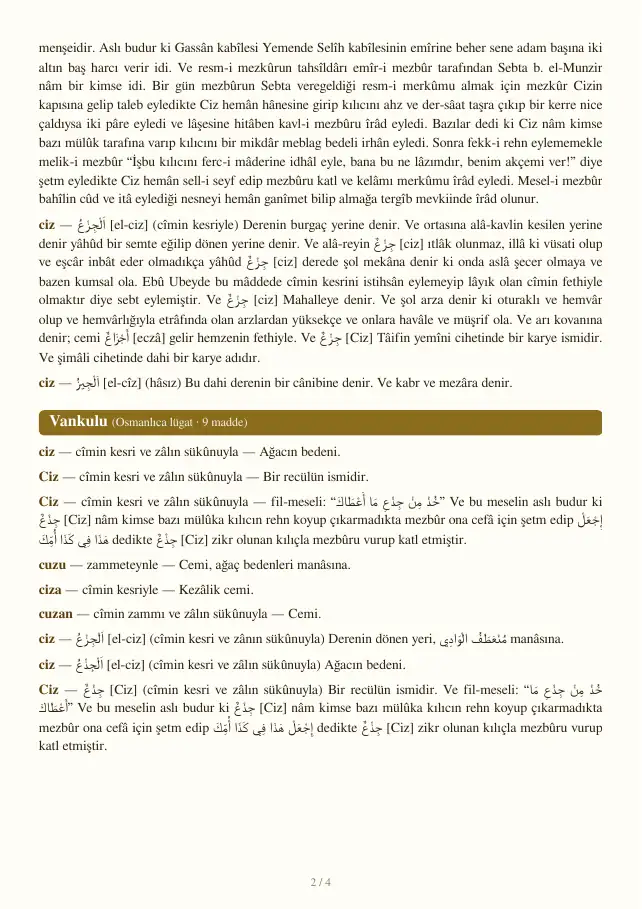 menşeidir. Aslı budur ki Gassân kabîlesi Yemende Selîh kabîlesinin emîrine beher sene adam başına iki
altın baş harcı verir idi. Ve resm-i mezkûrun tahsîldârı emîr-i mezbûr tarafından Sebta b. el-Munzir
nâm bir kimse idi. Bir gün mezbûrun Sebta veregeldiği resm-i merkûmu almak için mezkûr Cizin
kapısına gelip taleb eyledikte Ciz hemân hânesine girip kılıcını ahz ve der-sâat taşra çıkıp bir kerre nice
çaldıysa iki pâre eyledi ve lâşesine hitâben kavl-i mezbûru îrâd eyledi. Bazılar dedi ki Ciz nâm kimse
bazı mülûk tarafına varıp kılıcını bir mikdâr meblag bedeli irhân eyledi. Sonra fekk-i rehn eylememekle
melik-i mezbûr “İşbu kılıcını ferc-i mâderine idhâl eyle, bana bu ne lâzımdır, benim akçemi ver!” diye
şetm eyledikte Ciz hemân sell-i seyf edip mezbûru katl ve kelâmı merkûmu îrâd eyledi. Mesel-i mezbûr
bahîlin cûd ve itâ eylediği nesneyi hemân ganîmet bilip almağa tergîb mevkiinde îrâd olunur.
ciz — اَلْجِزْعُ [el-ciz] (cîmin kesriyle) Derenin burgaç yerine denir. Ve ortasına alâ-kavlin kesilen yerine
denir yâhûd bir semte eğilip dönen yerine denir. Ve alâ-reyin جِزْعٌ [ciz] ıtlâk olunmaz, illâ ki vüsati olup
ve eşcâr inbât eder olmadıkça yâhûd جِزْعٌ [ciz] derede şol mekâna denir ki onda aslâ şecer olmaya ve
bazen kumsal ola. Ebû Ubeyde bu mâddede cîmin kesrini istihsân eylemeyip lâyık olan cîmin fethiyle
olmaktır diye sebt eylemiştir. Ve جِزْعٌ [ciz] Mahalleye denir. Ve şol arza denir ki oturaklı ve hemvâr
olup ve hemvârlığıyla etrâfında olan arzlardan yüksekçe ve onlara havâle ve müşrif ola. Ve arı kovanına
denir; cemi أَجْزَاعٌ [eczâ] gelir hemzenin fethiyle. Ve جِزْعٌ [Ciz] Tâifin yemîni cihetinde bir karye ismidir.
Ve şimâli cihetinde dahi bir karye adıdır.
ciz — اَلْجِيزُ [el-cîz] (hâsız) Bu dahi derenin bir cânibine denir. Ve kabr ve mezâra denir.
Vankulu (Osmanlıca lügat · 9 madde)
ciz — cîmin kesri ve zâlın sükûnuyla — Ağacın bedeni.
Ciz — cîmin kesri ve zâlın sükûnuyla — Bir recülün ismidir.
Ciz — cîmin kesri ve zâlın sükûnuyla — fil-meseli: “خُذْ مِنْ جِذْعٍ مَا أَعْطَاكَ” Ve bu meselin aslı budur ki
جِذْعٌ [Ciz] nâm kimse bazı mülûka kılıcın rehn koyup çıkarmadıkta mezbûr ona cefâ için şetm edip إِجْعَلْ
هَذَا فِي كَذَا أُمِّكَ dedikte جِذْعٌ [Ciz] zikr olunan kılıçla mezbûru vurup katl etmiştir.
cuzu — zammeteynle — Cemi, ağaç bedenleri manâsına.
ciza — cîmin kesriyle — Kezâlik cemi.
cuzan — cîmin zammı ve zâlın sükûnuyla — Cemi.
ciz — اَلْجِزْعُ [el-ciz] (cîmin kesri ve zânın sükûnuyla) Derenin dönen yeri, مُنْعَطَفُ الْوَادِي manâsına.
ciz — اَلْجِذْعُ [el-ciz] (cîmin kesri ve zâlın sükûnuyla) Ağacın bedeni.
Ciz — جِذْعٌ [Ciz] (cîmin kesri ve zâlın sükûnuyla) Bir recülün ismidir. Ve fil-meseli: “خُذْ مِنْ جِذْعٍ مَا
أَعْطَاكَ” Ve bu meselin aslı budur ki جِذْعٌ [Ciz] nâm kimse bazı mülûka kılıcın rehn koyup çıkarmadıkta
mezbûr ona cefâ için şetm edip إِجْعَلْ هَذَا فِي كَذَا أُمِّكَ dedikte جِذْعٌ [Ciz] zikr olunan kılıçla mezbûru vurup
katl etmiştir.
2 / 4